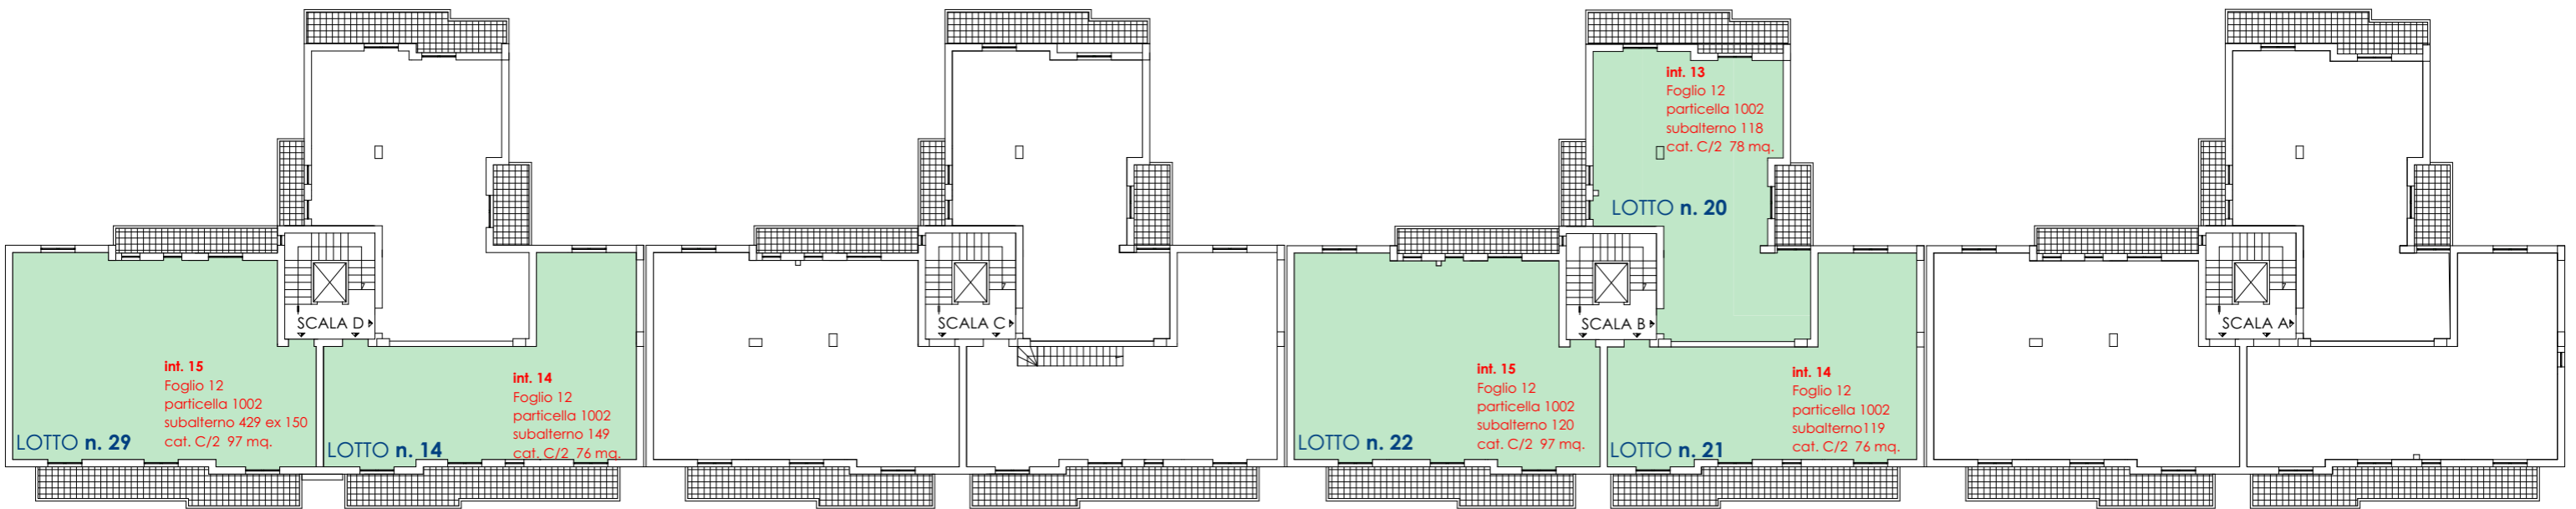 int. 15
Foglio 12
particella 1002
subalterno 429 ex 150
cat. C/2 97 mq.
LOTTO n. 29
SCALA D
int. 14
Foglio 12
particella 1002
subalterno 149
cat. C/2 76 mq.
LOTTO n. 14
SCALA C
int. 13
Foglio 12
particella 1002
subalterno 118
cat. C/2 78 mq.
LOTTO n. 20
SCALA B
int. 15
Foglio 12
particella 1002
subalterno 120
cat. C/2 97 mq.
LOTTO n. 22
int. 14
Foglio 12
particella 1002
subalterno119
cat. C/2 76 mq.
LOTTO n. 21
SCALA A